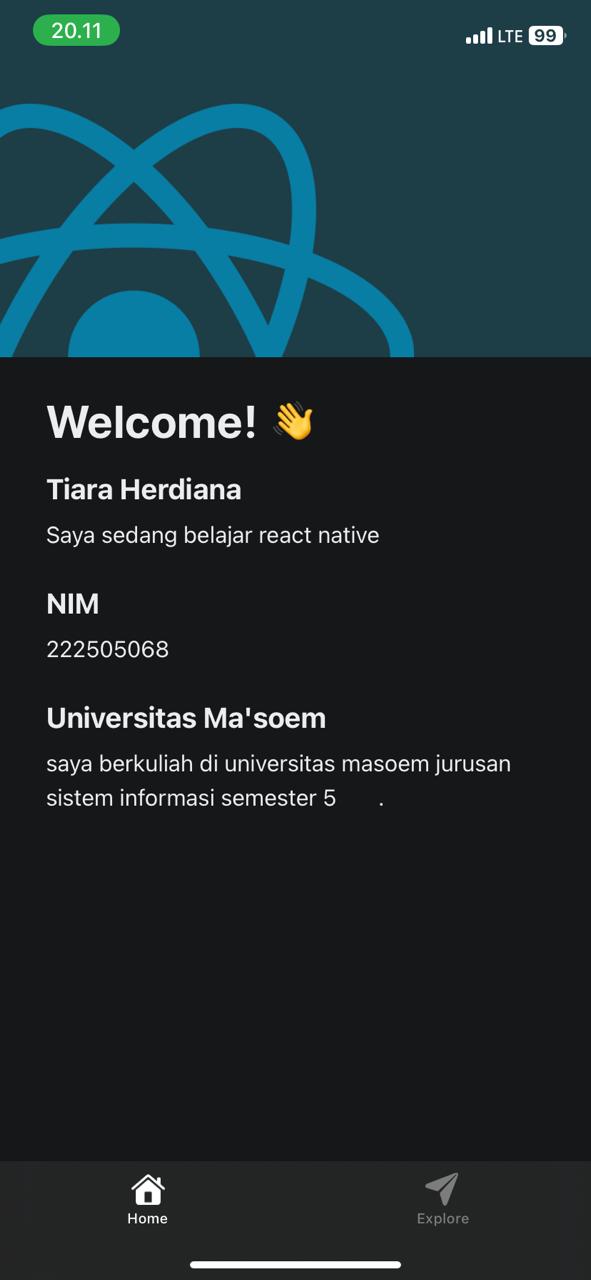 20.11
LTE 99
Welcome! 👋
Tiara Herdiana
Saya sedang belajar react native
NIM
222505068
Universitas Ma'soem
saya berkuliah di universitas masoem jurusan
sistem informasi semester 5 .
Home
Explore